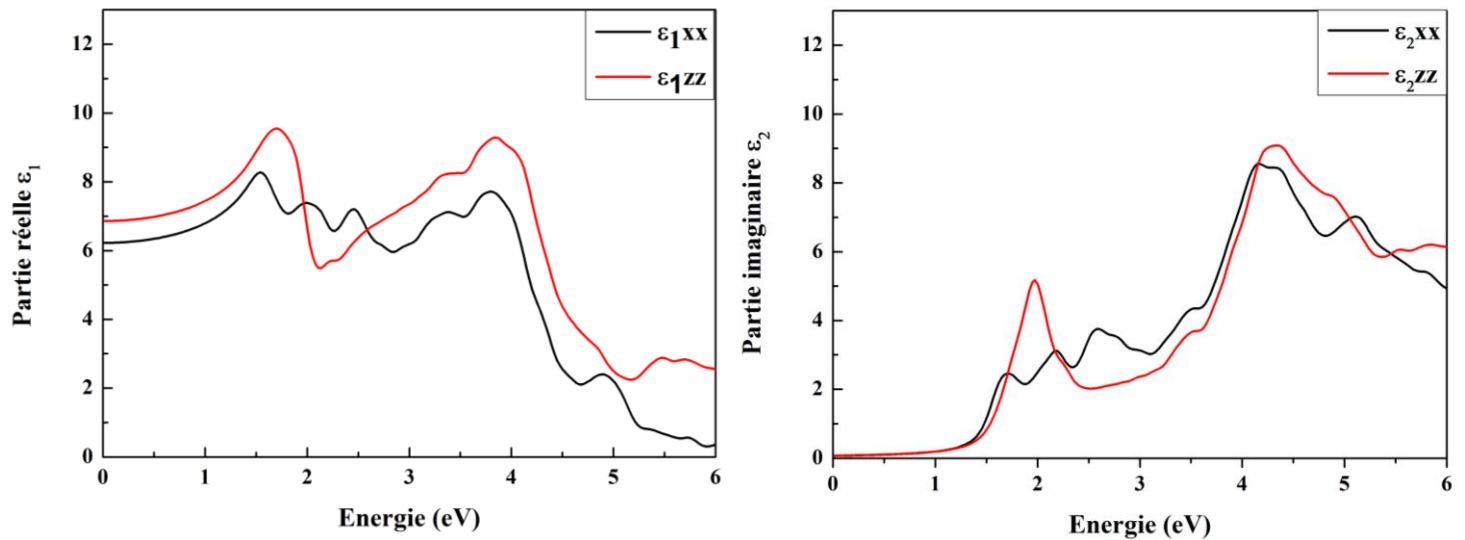 12
10
8
6
4
2
0
Partie réelle ε₁
ε₁xx
ε₁zz
0 1 2 3 4 5 6
Energie (eV)
12
10
8
6
4
2
0
Partie imaginaire ε₂
ε₂xx
ε₂zz
0 1 2 3 4 5 6
Energie (eV)